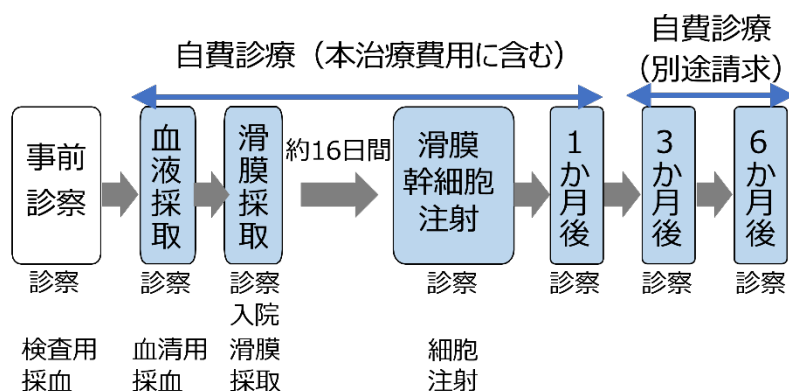 自費診療（本治療費用に含む）
自費診療
（別途請求）
事前
診察
血液採取
滑膜採取
約16日間
滑膜
幹細胞
注射
1か月後
3か月後
6か月後
診察
診察
診察
診察
診察
診察
診察
入院
検査用
採血
血清用
採血
滑膜
採取
細胞
注射